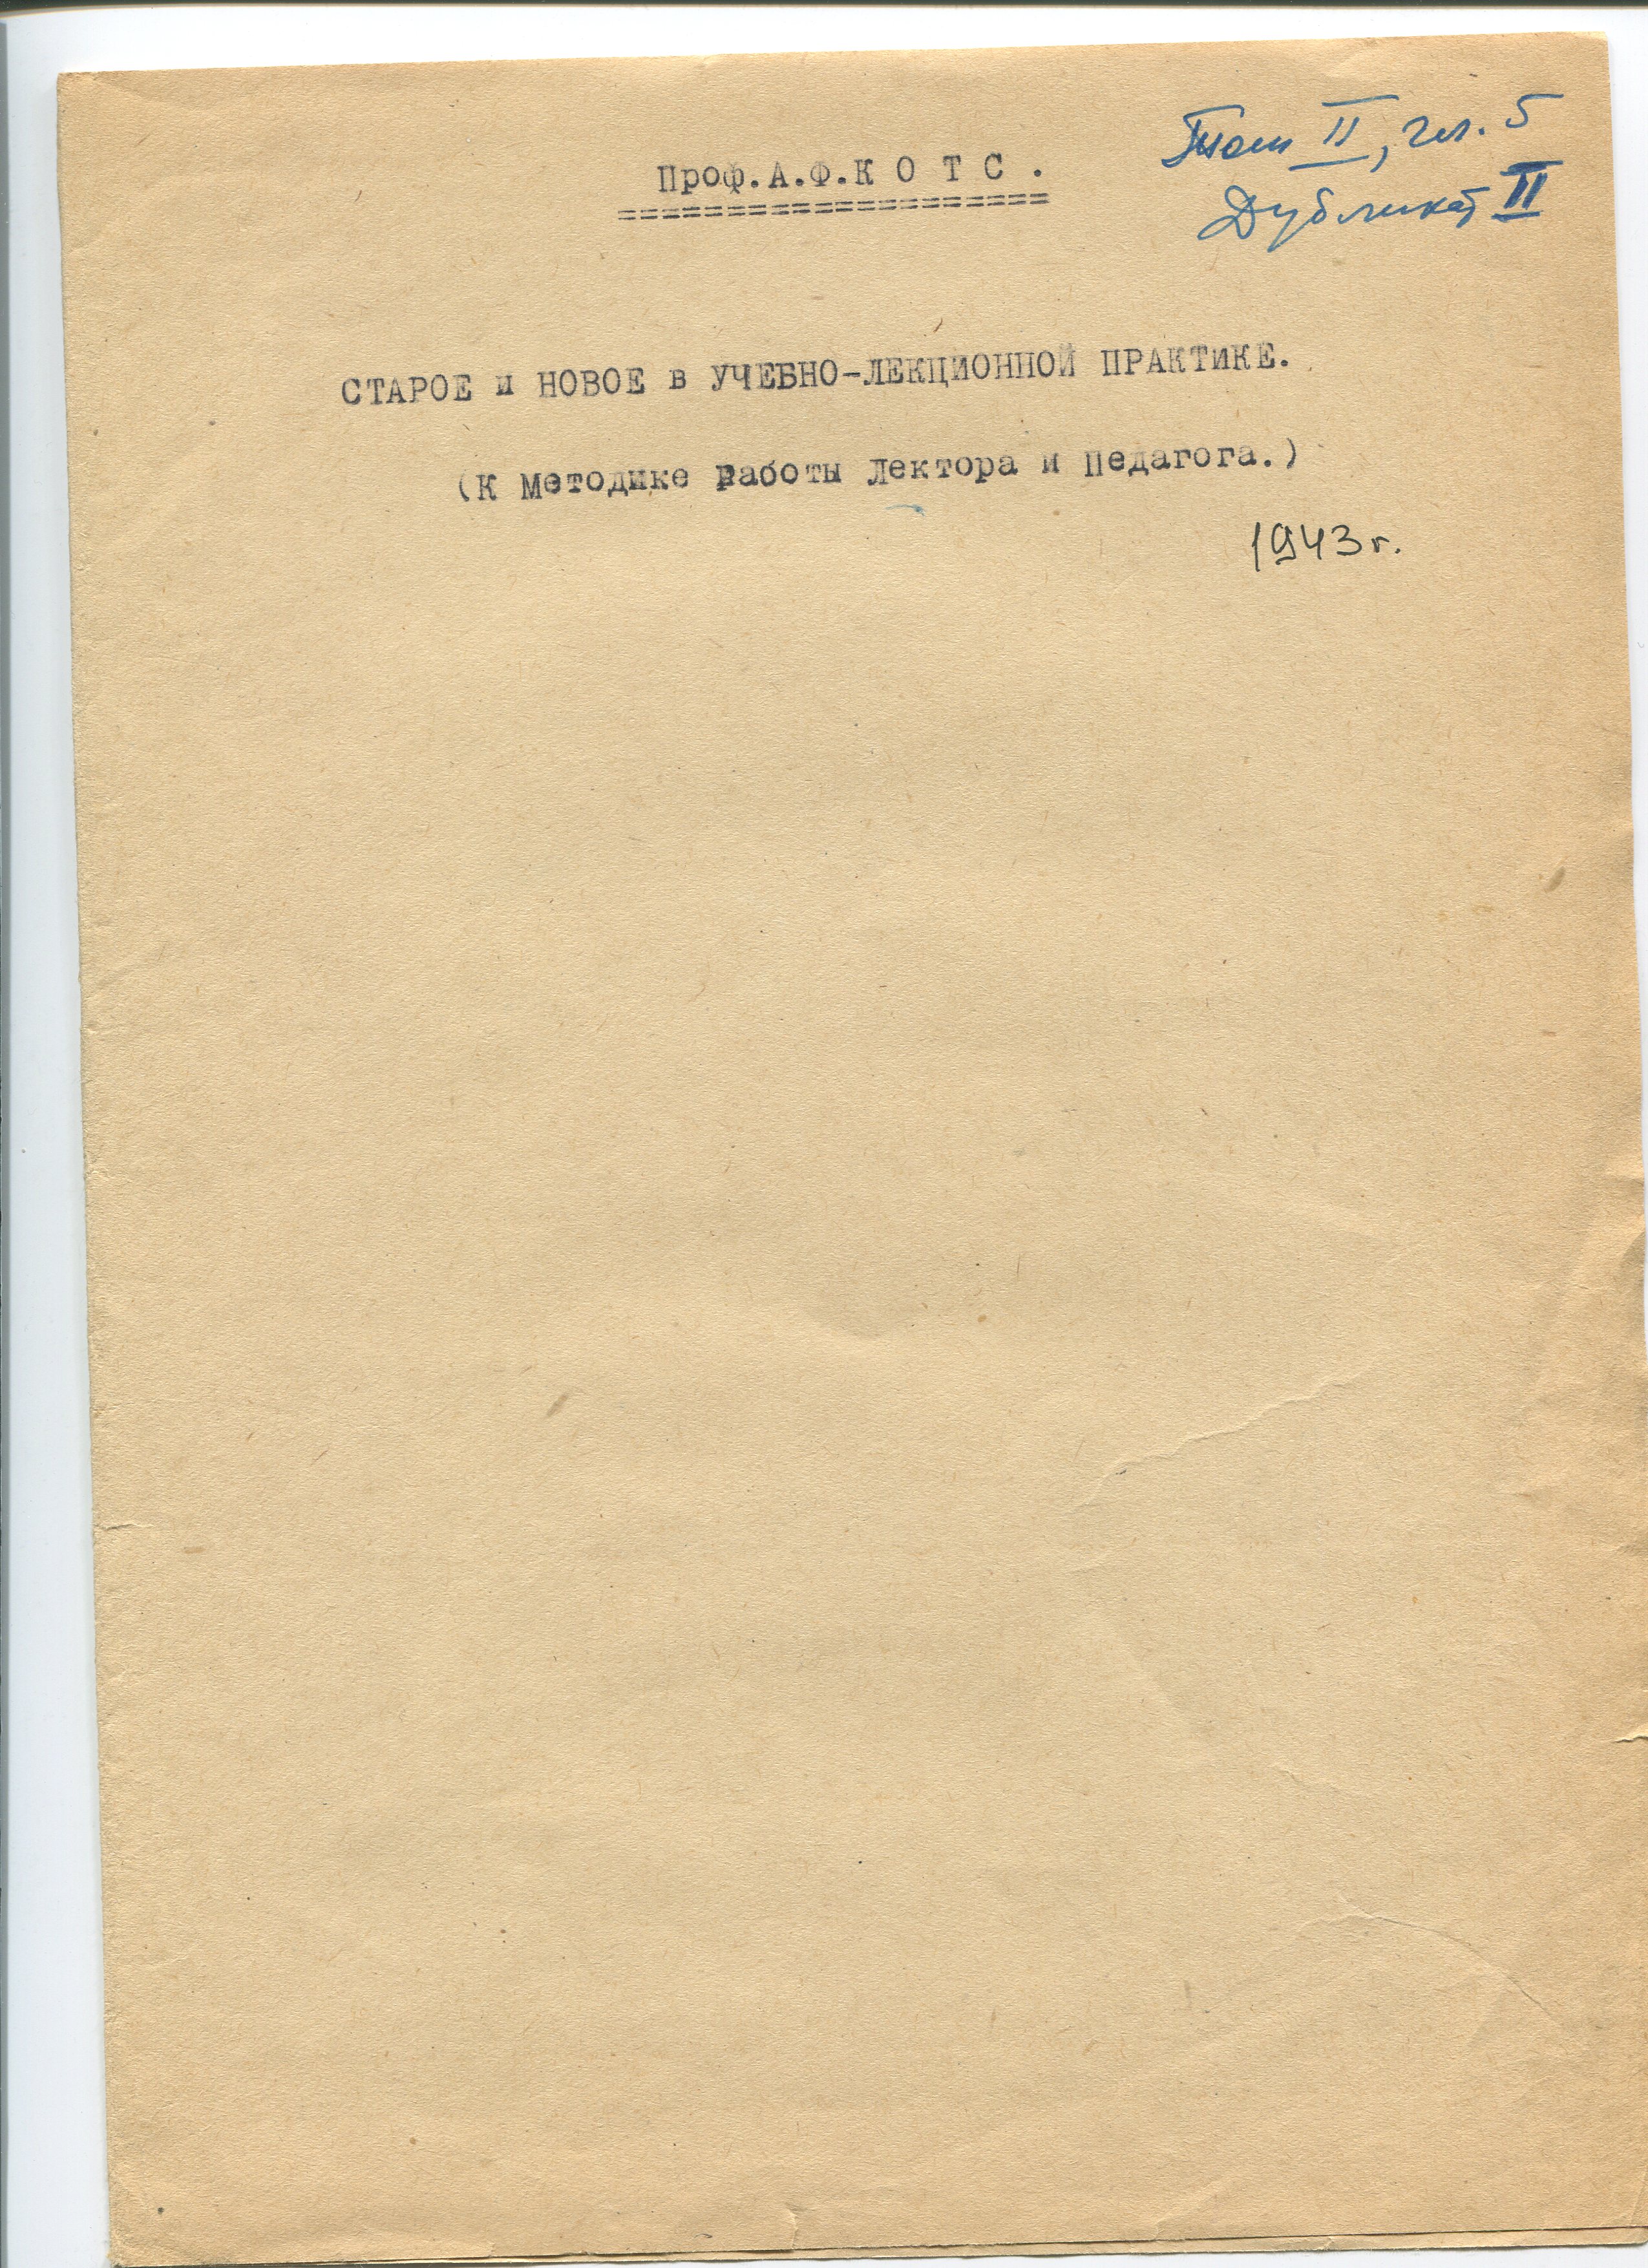 Том II, гл. 5
Дубликат II
Проф.А.Ф.К О Т С .
====================
СТАРОЕ и НОВОЕ в УЧЕБНО-ЛЕКЦИОННОЙ ПРАКТИКЕ.
(К Методике работы Лектора и Педагога.)
1943 г.